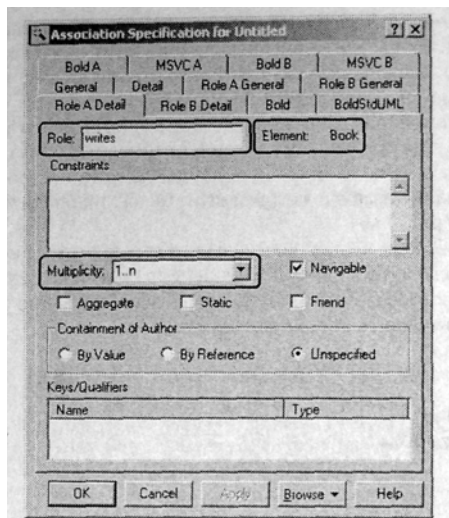 Association Specification for Untitled
Bold A MSVC A Bold B MSVC B
General Detail Role A General Role B General
Role A Detail Role B Detail Bold BoldStdUML
Role: writes Element: Book
Constraints
Multiplicity: 1..n Navigable
Aggregate Static Friend
Containment of Author
By Value By Reference Unspecified
Keys/Qualifiers
Name Type
OK Cancel Apply Browse Help